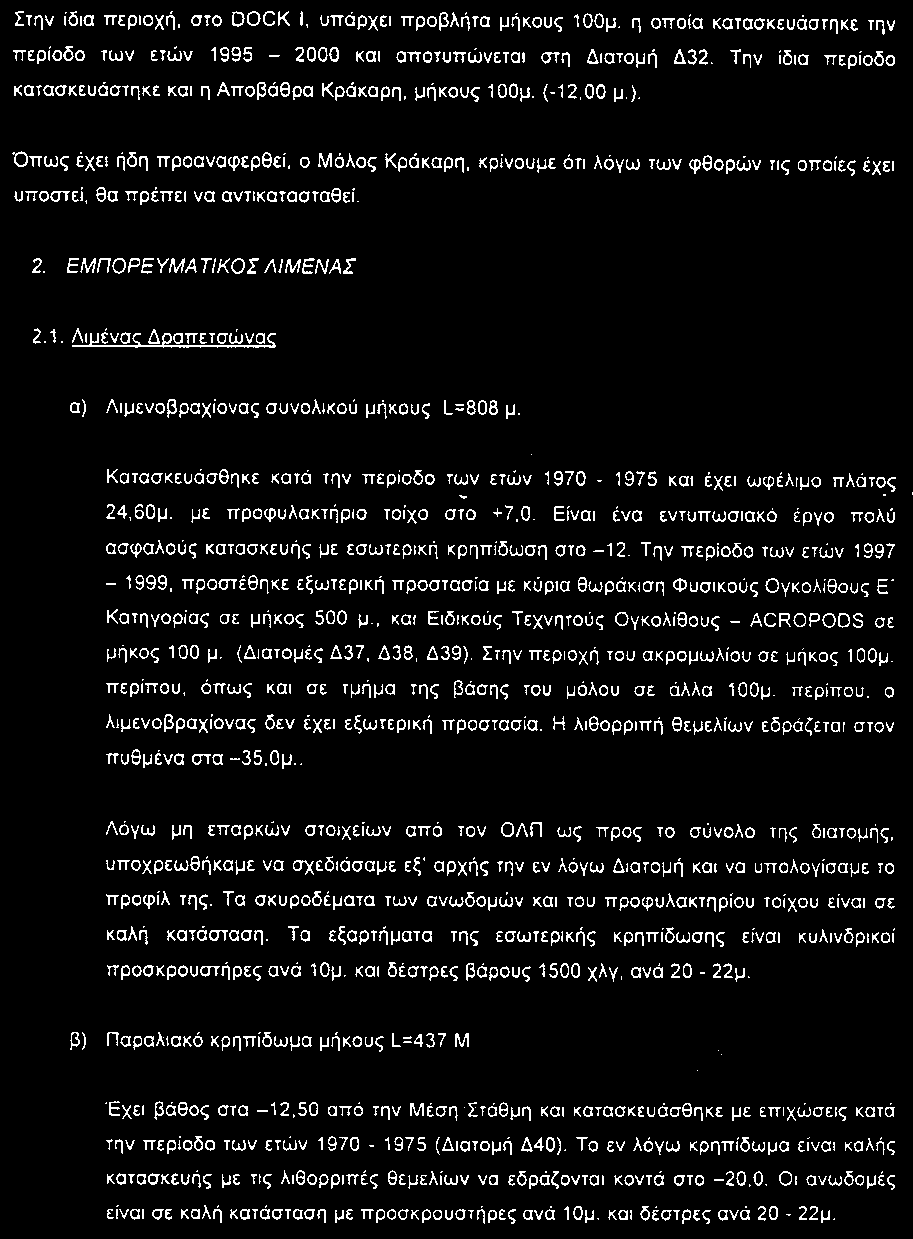 Στην ίδια περιοχή, στο DOCK I, υπάρχει προβλήτα μήκους 100μ. η οποία κατασκευάστηκε την
περίοδο των ετών 1995 – 2000 και αποτυπώνεται στη Διατομή Δ32. Την ίδια περίοδο
κατασκευάστηκε και η Αποβάθρα Κράκαρη, μήκους 100μ. (-12,00 μ.).
Όπως έχει ήδη προαναφερθεί, ο Μόλος Κράκαρη, κρίνουμε ότι λόγω των φθορών τις οποίες έχει
υποστεί, θα πρέπει να αντικατασταθεί.
2. ΕΜΠΟΡΕΥΜΑΤΙΚΟΣ ΛΙΜΕΝΑΣ
2.1. Λιμένας Δραπετσώνας
α) Λιμενοβραχίονας συνολικού μήκους L=808 μ.
Κατασκευάσθηκε κατά την περίοδο των ετών 1970 - 1975 και έχει ωφέλιμο πλάτος
24,60μ. με προφυλακτήριο τοίχο στο +7,0. Είναι ένα εντυπωσιακό έργο πολύ
ασφαλούς κατασκευής με εσωτερική κρηπίδωση στο –12. Την περίοδο των ετών 1997
– 1999, προστέθηκε εξωτερική προστασία με κύρια θωράκιση Φυσικούς Ογκολίθους Ε΄
Κατηγορίας σε μήκος 500 μ., και Ειδικούς Τεχνητούς Ογκολίθους – ACROPODS σε
μήκος 100 μ. (Διατομές Δ37, Δ38, Δ39). Στην περιοχή του ακρομωλίου σε μήκος 100μ.
περίπου, όπως και σε τμήμα της βάσης του μόλου σε άλλα 100μ. περίπου, ο
λιμενοβραχίονας δεν έχει εξωτερική προστασία. Η λιθορριπή θεμελίων εδράζεται στον
πυθμένα στα –35,0μ..
Λόγω μη επαρκών στοιχείων από τον ΟΛΠ ως προς το σύνολο της διατομής,
υποχρεωθήκαμε να σχεδιάσαμε εξ' αρχής την εν λόγω Διατομή και να υπολογίσαμε το
προφίλ της. Τα σκυροδέματα των ανωδομών και του προφυλακτηρίου τοίχου είναι σε
καλή κατάσταση. Τα εξαρτήματα της εσωτερικής κρηπίδωσης είναι κυλινδρικοί
προσκρουστήρες ανά 10μ. και δέστρες βάρους 1500 χλγ, ανά 20 - 22μ.
β) Παραλιακό κρηπίδωμα μήκους L=437 Μ
Έχει βάθος στα –12,50 από την Μέση Στάθμη και κατασκευάσθηκε με επιχώσεις κατά
την περίοδο των ετών 1970 - 1975 (Διατομή Δ40). Το εν λόγω κρηπίδωμα είναι καλής
κατασκευής με τις λιθορριπές θεμελίων να εδράζονται κοντά στο –20,0. Οι ανωδομές
είναι σε καλή κατάσταση με προσκρουστήρες ανά 10μ. και δέστρες ανά 20 - 22μ.